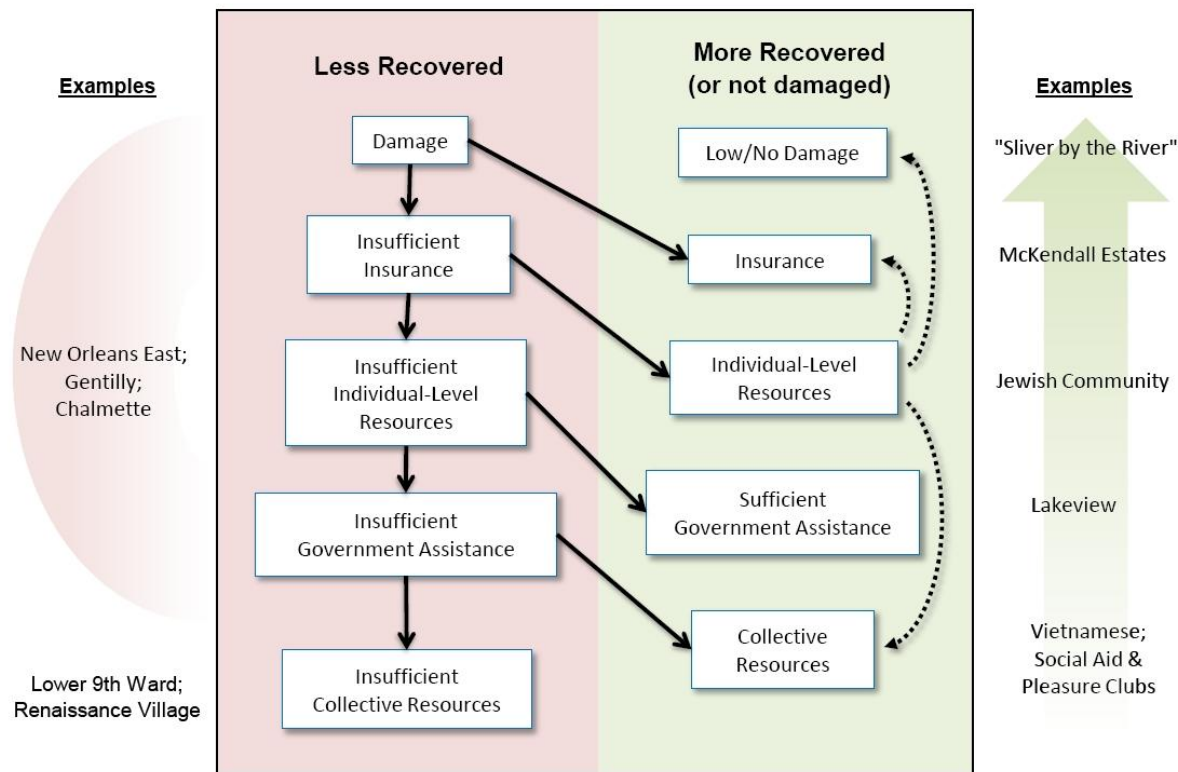 Examples
New Orleans East;
Gentilly;
Chalmette
Lower 9th Ward;
Renaissance Village
Less Recovered
Damage
Insufficient
Insurance
Insufficient
Individual-Level
Resources
Insufficient
Government Assistance
Insufficient
Collective Resources
More Recovered
(or not damaged)
Low/No Damage
Insurance
Individual-Level
Resources
Sufficient
Government Assistance
Collective
Resources
Examples
"Sliver by the River"
McKendall Estates
Jewish Community
Lakeview
Vietnamese;
Social Aid &
Pleasure Clubs